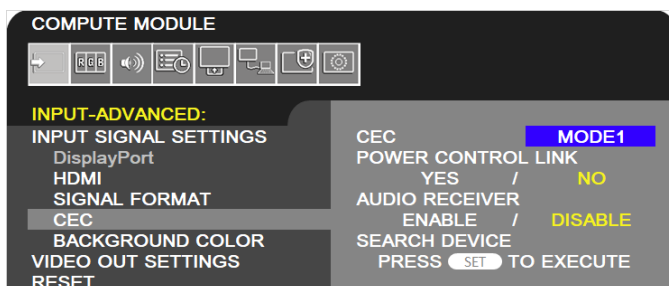 COMPUTE MODULE
RGB
INPUT-ADVANCED:
INPUT SIGNAL SETTINGS
DisplayPort
HDMI
SIGNAL FORMAT
CEC
BACKGROUND COLOR
VIDEO OUT SETTINGS
RESET
CEC MODE1
POWER CONTROL LINK
YES / NO
AUDIO RECEIVER
ENABLE / DISABLE
SEARCH DEVICE
PRESS SET TO EXECUTE